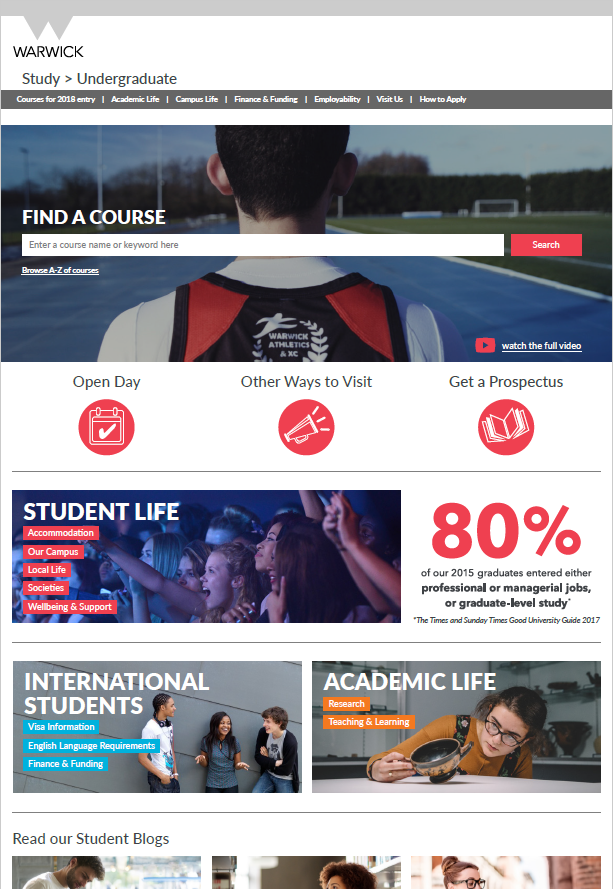 WARWICK
Study > Undergraduate
Courses for 2018 entry | Academic Life | Campus Life | Finance & Funding | Employability | Visit Us | How to Apply
FIND A COURSE
Enter a course name or keyword here
Search
Browse A-Z of courses
WARWICK
ATHLETICS
& XC
watch the full video
Open Day
Other Ways to Visit
Get a Prospectus
STUDENT LIFE
Accommodation
Our Campus
Local Life
Societies
Wellbeing & Support
80%
of our 2015 graduates entered either
professional or managerial jobs,
or graduate-level study*
*The Times and Sunday Times Good University Guide 2017
INTERNATIONAL
STUDENTS
Visa Information
English Language Requirements
Finance & Funding
ACADEMIC LIFE
Research
Teaching & Learning
Read our Student Blogs